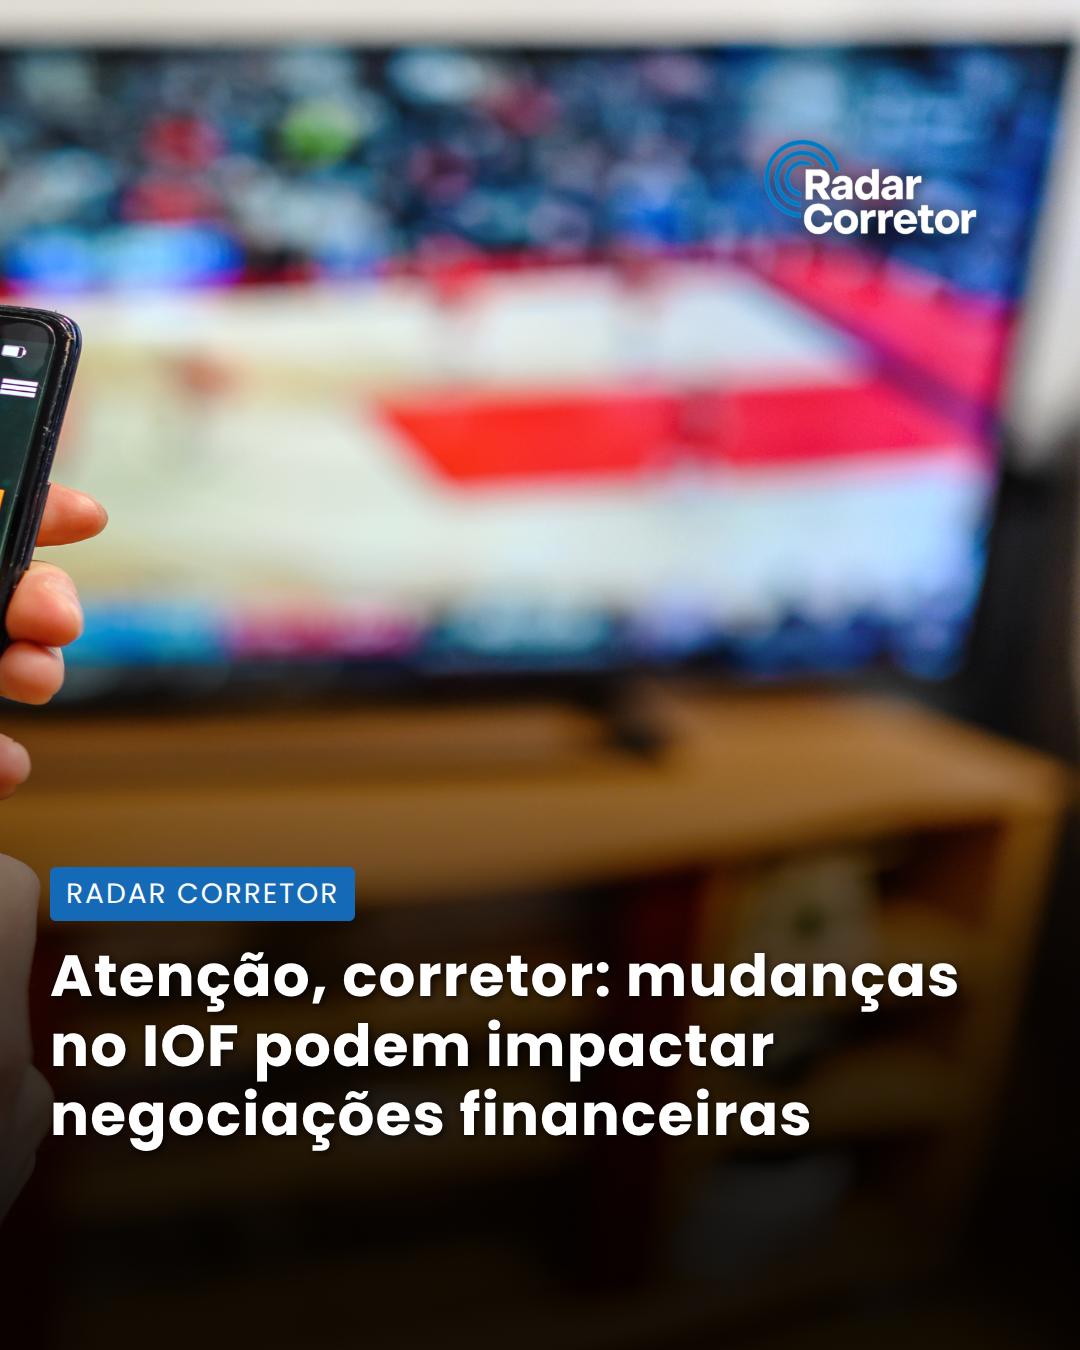 Radar
Corretor
RADAR CORRETOR
Atenção, corretor: mudanças
no IOF podem impactar
negociações financeiras